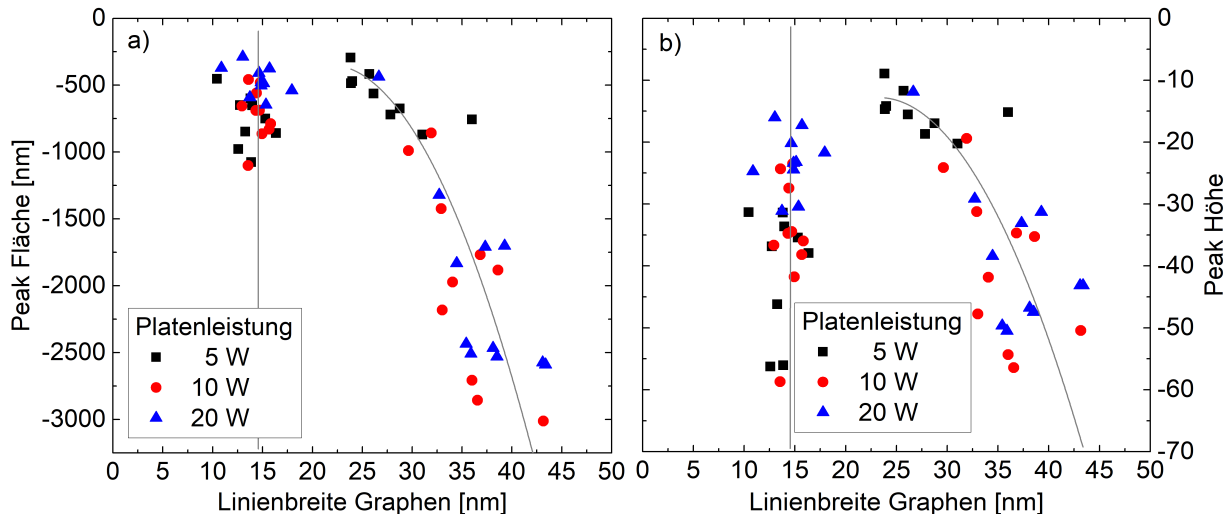 a)
0
-500
-1000
-1500
-2000
-2500
-3000
Peak Fläche [nm]
Platenleistung
5 W
10 W
20 W
0 5 10 15 20 25 30 35 40 45 50
Linienbreite Graphen [nm]
b)
0
-10
-20
-30
-40
-50
-60
-70
Peak Höhe
Platenleistung
5 W
10 W
20 W
0 5 10 15 20 25 30 35 40 45 50
Linienbreite Graphen [nm]